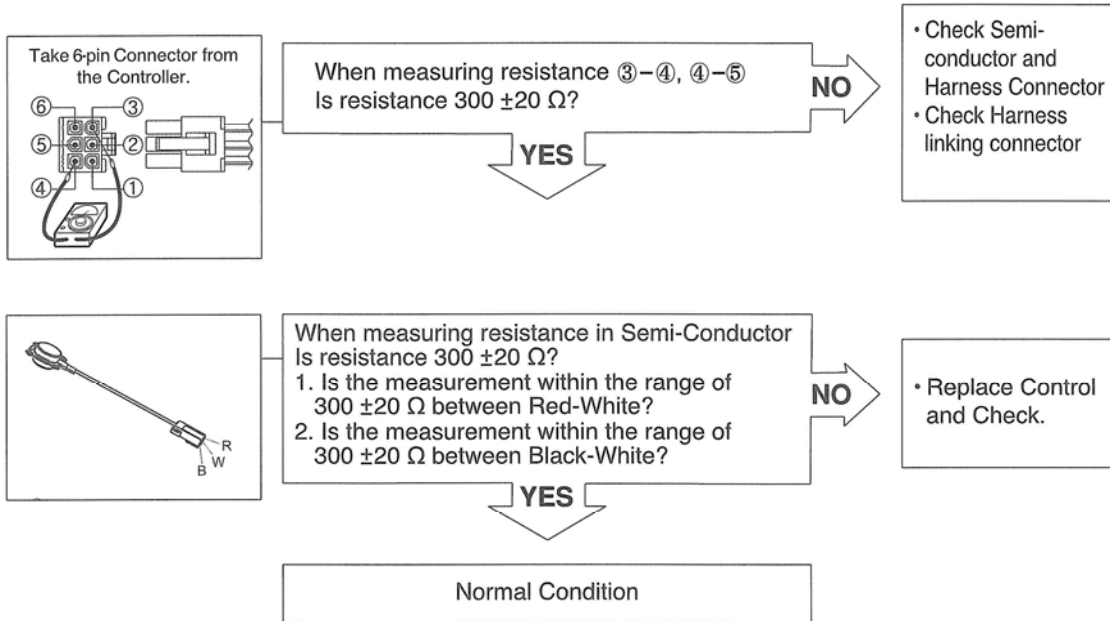 Take 6-pin Connector from
the Controller.
⑥
③
⑤
②
④
①
When measuring resistance ③–④, ④–⑤
Is resistance 300 ±20 Ω?
NO
• Check Semi-
conductor and
Harness Connector
• Check Harness
linking connector
YES
R
W
B
When measuring resistance in Semi-Conductor
Is resistance 300 ±20 Ω?
1. Is the measurement within the range of
300 ±20 Ω between Red-White?
2. Is the measurement within the range of
300 ±20 Ω between Black-White?
NO
• Replace Control
and Check.
YES
Normal Condition